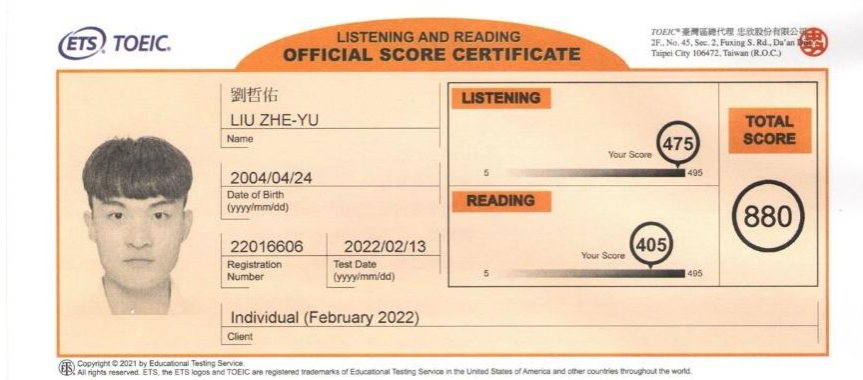 ETS TOEIC®
LISTENING AND READING
OFFICIAL SCORE CERTIFICATE
TOEIC® 臺灣區總代理 忠欣股份有限公司
2F., No. 45, Sec. 2, Fuxing S. Rd., Da'an
Taipei City 106472, Taiwan (R.O.C.)
劉哲佑
LIU ZHE-YU
Name
2004/04/24
Date of Birth
(yyyy/mm/dd)
22016606
Registration
Number
2022/02/13
Test Date
(yyyy/mm/dd)
Individual (February 2022)
Client
LISTENING
Your Score
475
5
495
READING
Your Score
405
5
495
TOTAL
SCORE
880
Copyright © 2021 by Educational Testing Service.
All rights reserved. ETS, the ETS logos and TOEIC are registered trademarks of Educational Testing Service in the United States of America and other countries throughout the world.